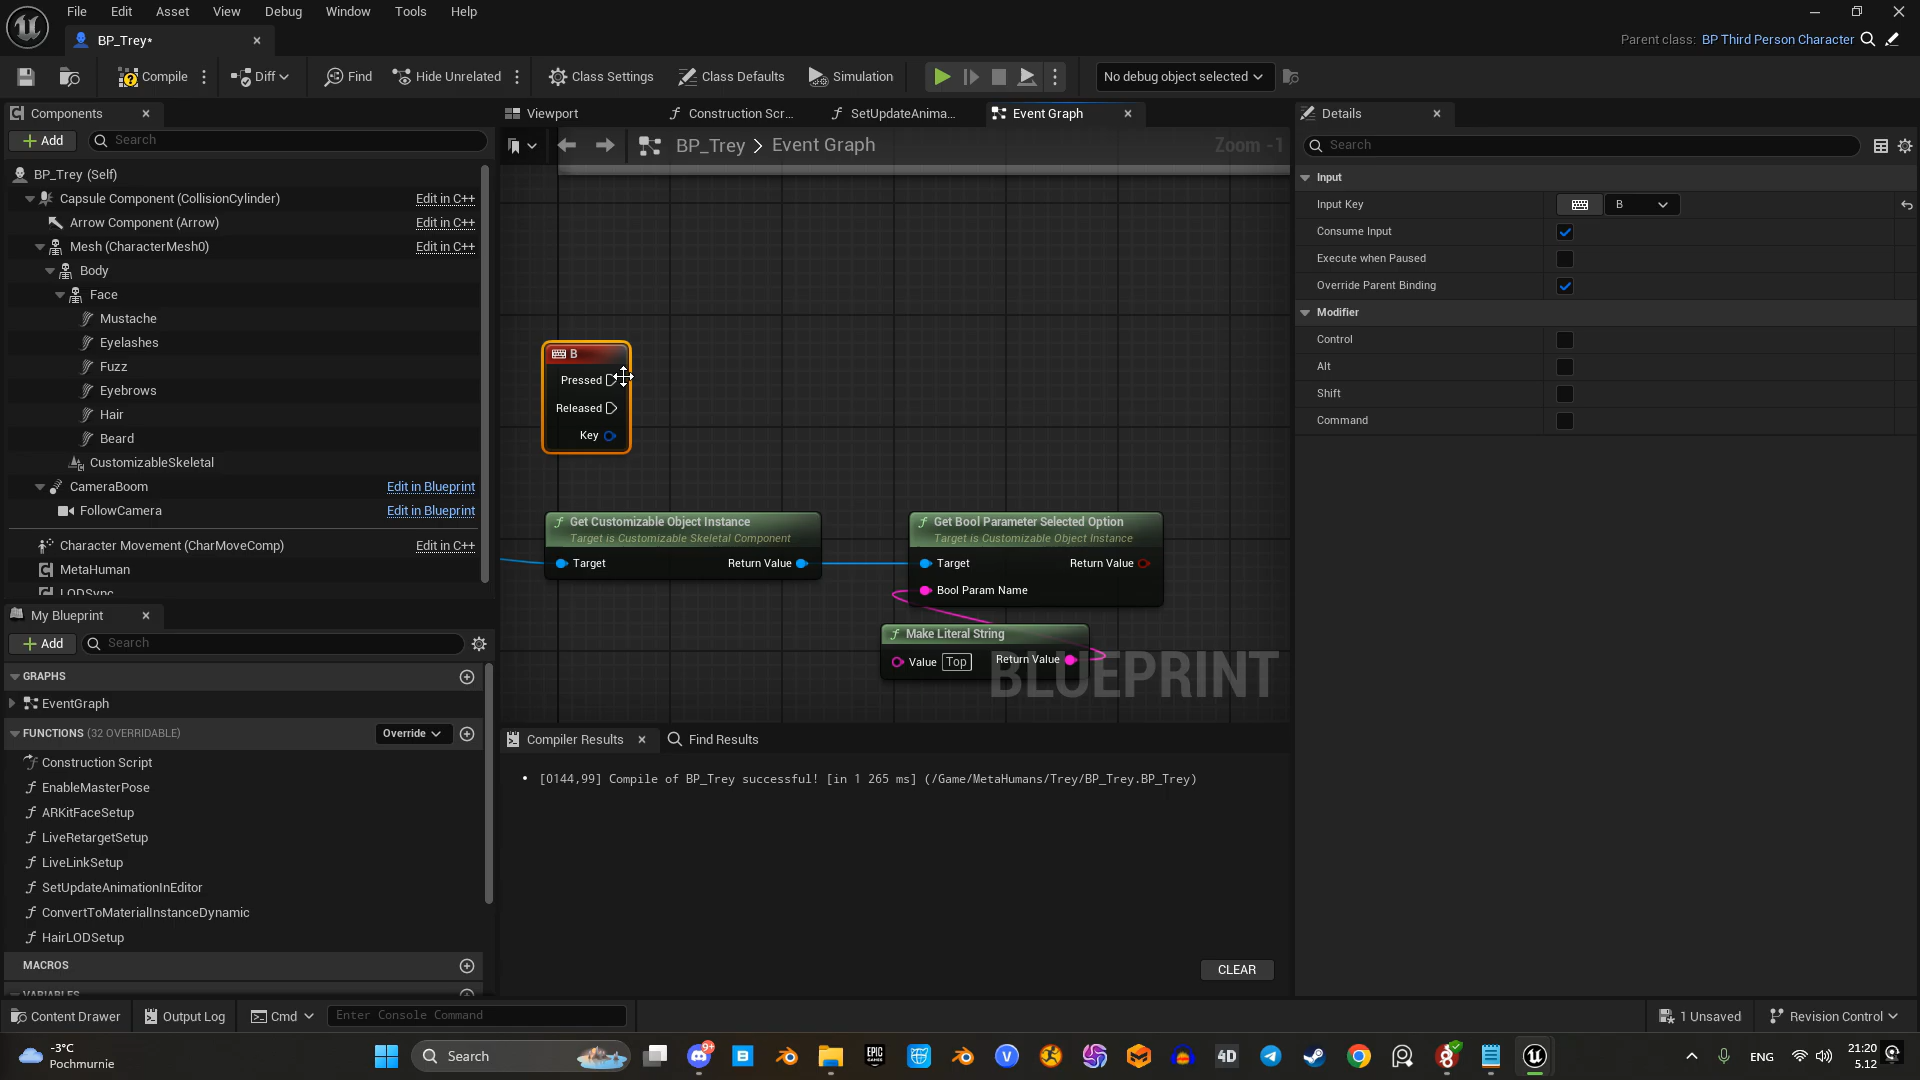 File Edit Asset View Debug Window Tools Help
BP_Trey*
Parent class: BP Third Person Character
Compile Diff Find Hide Unrelated Class Settings Class Defaults Simulation No debug object selected
Components
Add Search
BP_Trey (Self)
Capsule Component (CollisionCylinder) Edit in C++
Arrow Component (Arrow) Edit in C++
Mesh (CharacterMesh0) Edit in C++
Body
Face
Mustache
Eyelashes
Fuzz
Eyebrows
Hair
Beard
CustomizableSkeletal
CameraBoom Edit in Blueprint
FollowCamera Edit in Blueprint
Character Movement (CharMoveComp) Edit in C++
MetaHuman
LODSync
My Blueprint
Add Search
GRAPHS
EventGraph
FUNCTIONS (32 OVERRIDABLE) Override
Construction Script
EnableMasterPose
ARKitFaceSetup
LiveRetargetSetup
LiveLinkSetup
SetUpdateAnimationInEditor
ConvertToMaterialInstanceDynamic
HairLODSetup
MACROS
VARIABLES
Viewport Construction Scr... SetUpdateAnima... Event Graph
BP_Trey > Event Graph Zoom -1
B
Pressed
Released
Key
Get Customizable Object Instance
Target is Customizable Skeletal Component
Target Return Value
Get Bool Parameter Selected Option
Target is Customizable Object Instance
Target Return Value
Bool Param Name
Make Literal String
Value Top Return Value
BLUEPRINT
Compiler Results Find Results
• [0144,99] Compile of BP_Trey successful! [in 1 265 ms] (/Game/MetaHumans/Trey/BP_Trey.BP_Trey)
CLEAR
Details
Search
Input
Input Key B
Consume Input
Execute when Paused
Override Parent Binding
Modifier
Control
Alt
Shift
Command
Content Drawer Output Log Cmd Enter Console Command 1 Unsaved Revision Control
-3°C
Pochmurnie
Search
9+
EPIC GAMES
4D
ENG
21:20
5.12